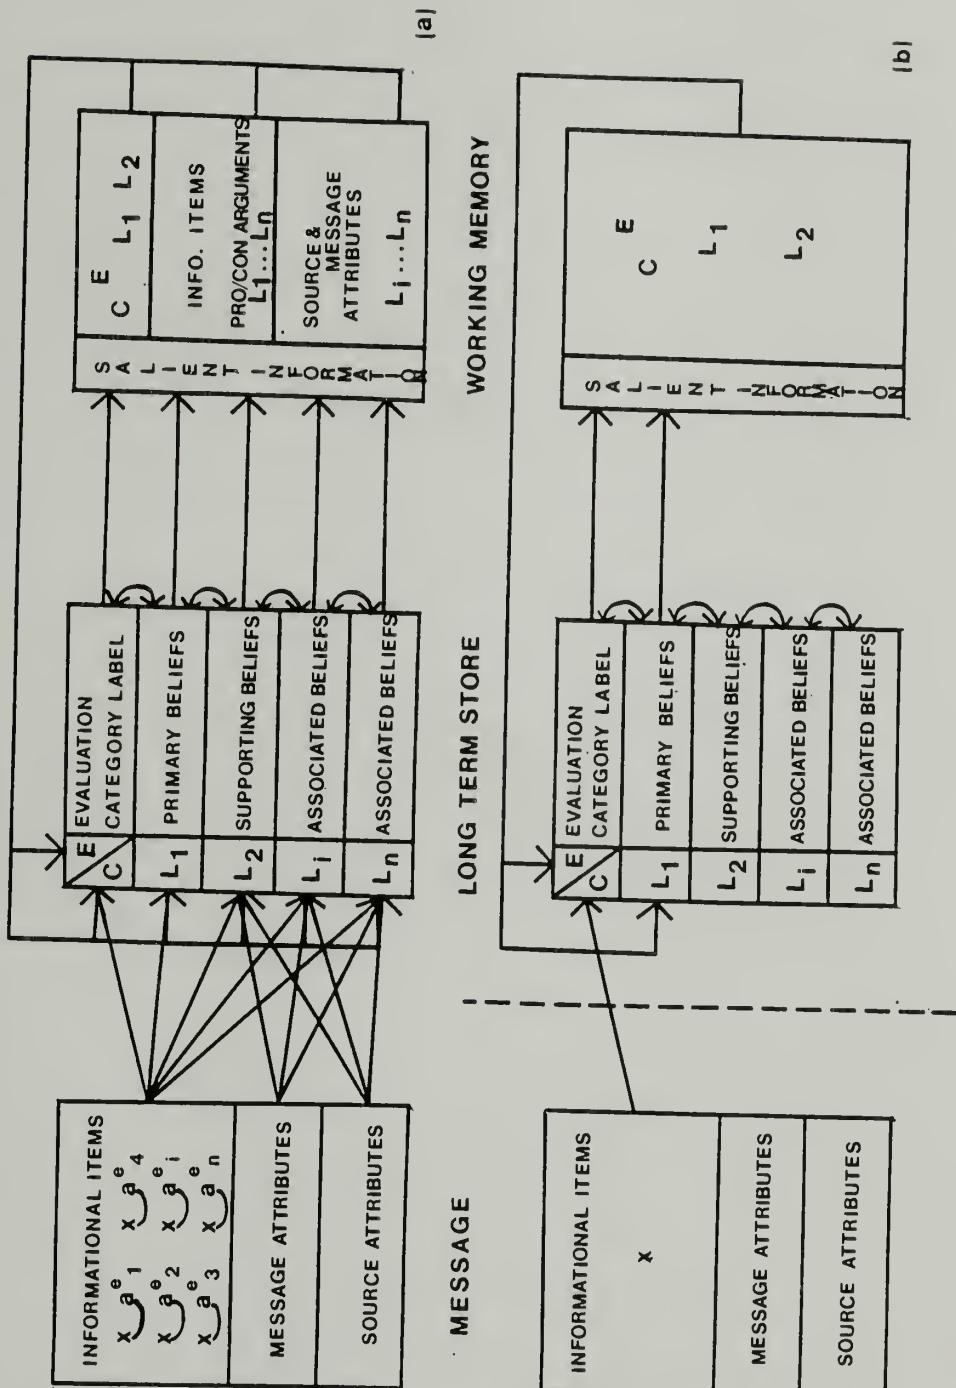 INFORMATIONAL ITEMS
x a e 1 x a e 4
x a e 2 x a e i
x a e 3 x a e n
MESSAGE ATTRIBUTES
SOURCE ATTRIBUTES
E
C
EVALUATION
CATEGORY LABEL
L1 PRIMARY BELIEFS
L2 SUPPORTING BELIEFS
Li ASSOCIATED BELIEFS
Ln ASSOCIATED BELIEFS
SALIENT INFORMATION
C E L1 L2
INFO. ITEMS
PRO/CON ARGUMENTS
L1...Ln
SOURCE &
MESSAGE
ATTRIBUTES
Li...Ln
|a|
MESSAGE
LONG TERM STORE
WORKING MEMORY
INFORMATIONAL ITEMS
x
MESSAGE ATTRIBUTES
SOURCE ATTRIBUTES
E
C
EVALUATION
CATEGORY LABEL
L1 PRIMARY BELIEFS
L2 SUPPORTING BELIEFS
Li ASSOCIATED BELIEFS
Ln ASSOCIATED BELIEFS
SALIENT INFORMATION
C E
L1
L2
|b|